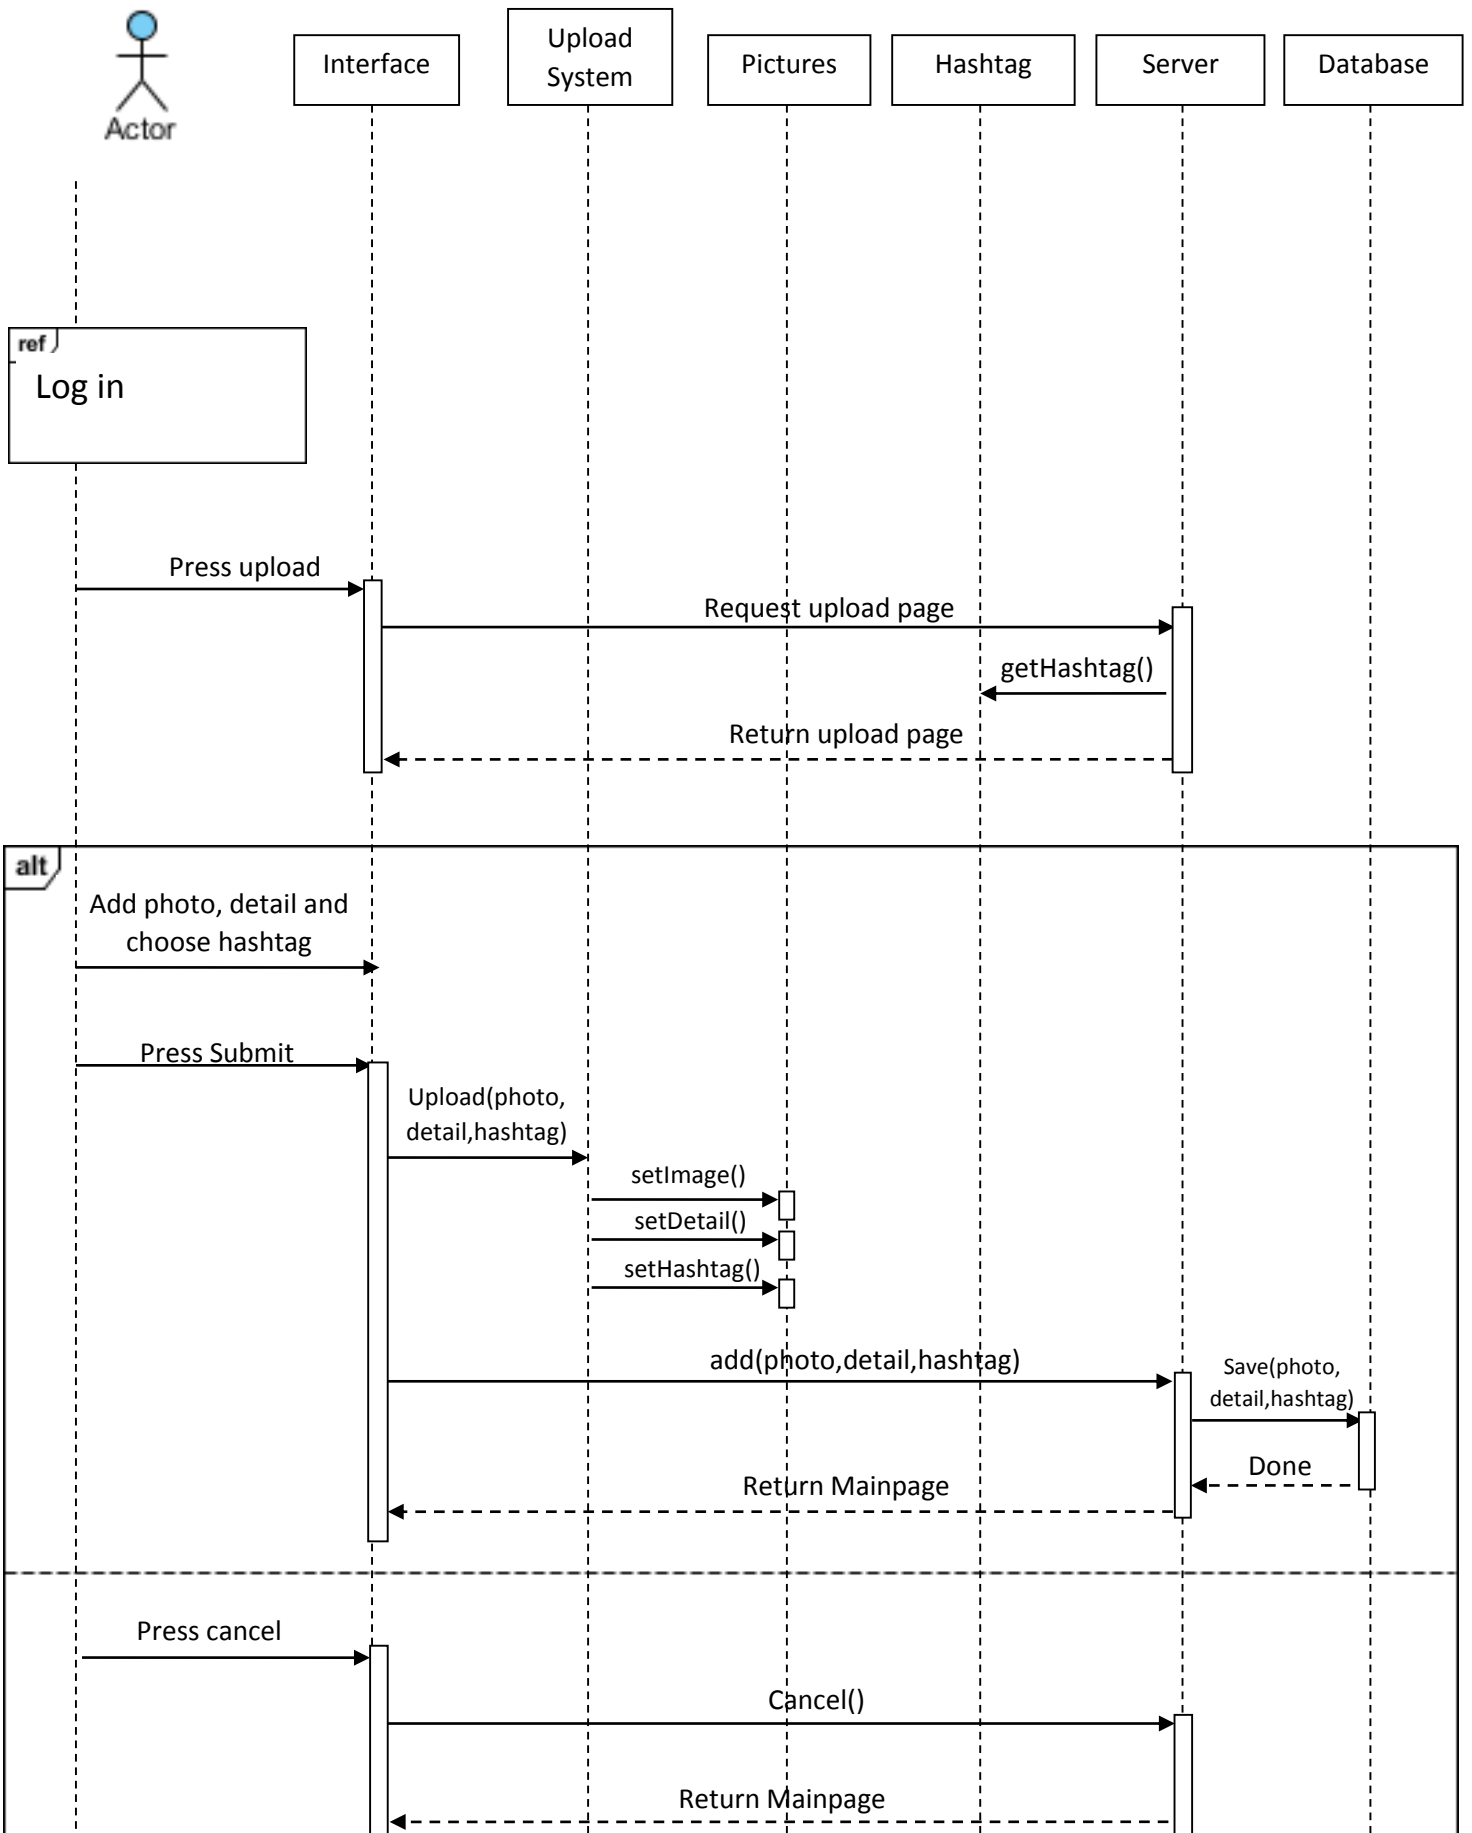 Upload
System
Interface
Pictures
Hashtag
Server
Database
Actor
ref
Log in
Press upload
Request upload page
getHashtag()
Return upload page
alt
Add photo, detail and
choose hashtag
Press Submit
Upload(photo,
detail,hashtag)
setImage()
setDetail()
setHashtag()
add(photo,detail,hashtag)
Save(photo,
detail,hashtag)
Done
Return Mainpage
Press cancel
Cancel()
Return Mainpage